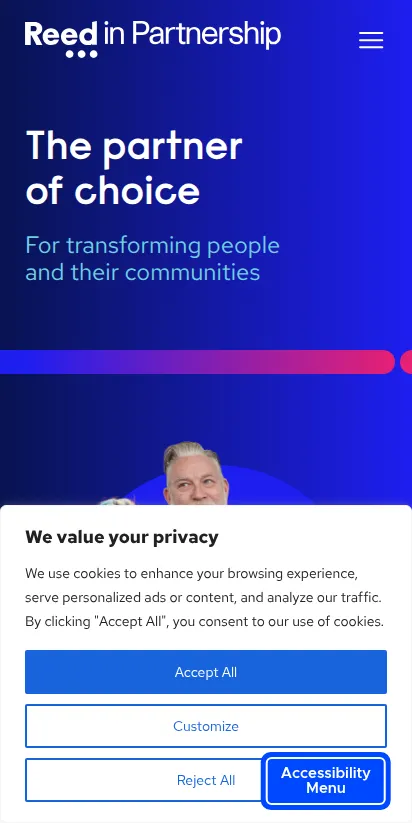 Reed in Partnership
The partner
of choice
For transforming people
and their communities
We value your privacy
We use cookies to enhance your browsing experience,
serve personalized ads or content, and analyze our traffic.
By clicking "Accept All", you consent to our use of cookies.
Accept All
Customize
Reject All
Accessibility
Menu